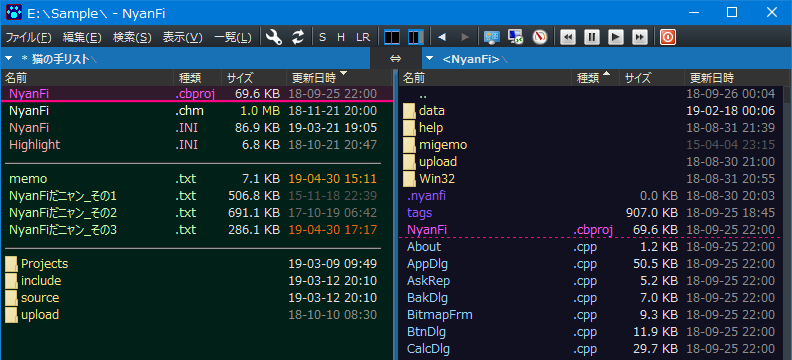 E:\Sample\ - NyanFi
ファイル(F) 編集(E) 検索(S) 表示(V) 一覧(L) S H LR
* 猫の手リスト\
名前 種類 サイズ 更新日時
NyanFi .cbproj 69.6 KB 18-09-25 22:00
NyanFi .chm 1.0 MB 18-11-21 20:00
NyanFi .INI 86.9 KB 19-03-21 19:05
Highlight .INI 6.8 KB 18-10-21 20:47
memo .txt 7.1 KB 19-04-30 15:11
NyanFiだニャン_その1 .txt 506.8 KB 15-11-18 22:39
NyanFiだニャン_その2 .txt 691.1 KB 17-10-19 06:42
NyanFiだニャン_その3 .txt 286.1 KB 19-04-30 17:17
Projects 19-03-09 09:49
include 19-03-12 20:10
source 19-03-12 20:10
upload 18-10-10 08:30
<NyanFi>\
名前 種類 サイズ 更新日時
.. 18-09-26 00:04
data 19-02-18 00:06
help 18-08-31 21:39
migemo 15-04-04 23:15
upload 18-08-30 21:00
Win32 18-08-31 20:55
.nyanfi 0.0 KB 18-08-30 20:03
tags 907.0 KB 18-09-25 18:45
NyanFi .cbproj 69.6 KB 18-09-25 22:00
About .cpp 1.2 KB 18-09-25 22:00
AppDlg .cpp 50.5 KB 18-09-25 22:00
AskRep .cpp 5.2 KB 18-09-25 22:00
BakDlg .cpp 7.0 KB 18-09-25 22:00
BitmapFrm .cpp 9.3 KB 18-09-25 22:00
BtnDlg .cpp 11.9 KB 18-09-25 22:00
CalcDlg .cpp 29.7 KB 18-09-25 22:00